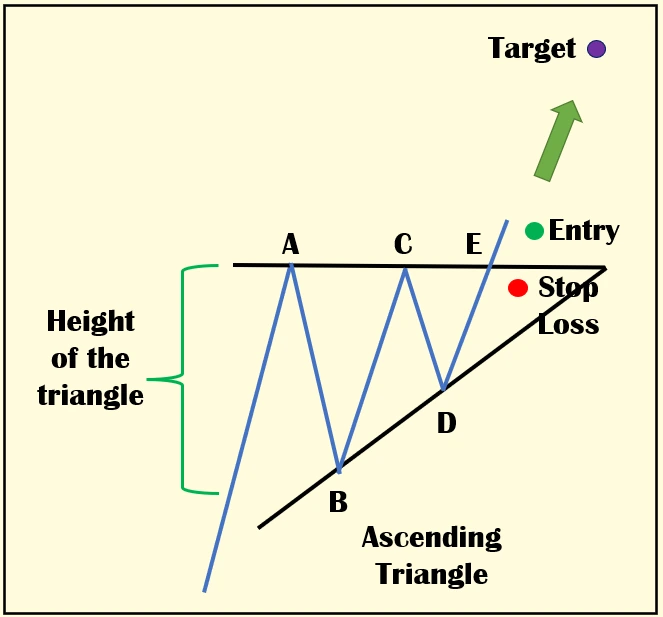 Target
Entry
A
C
E
Stop
Loss
Height
of the
triangle
D
B
Ascending
Triangle